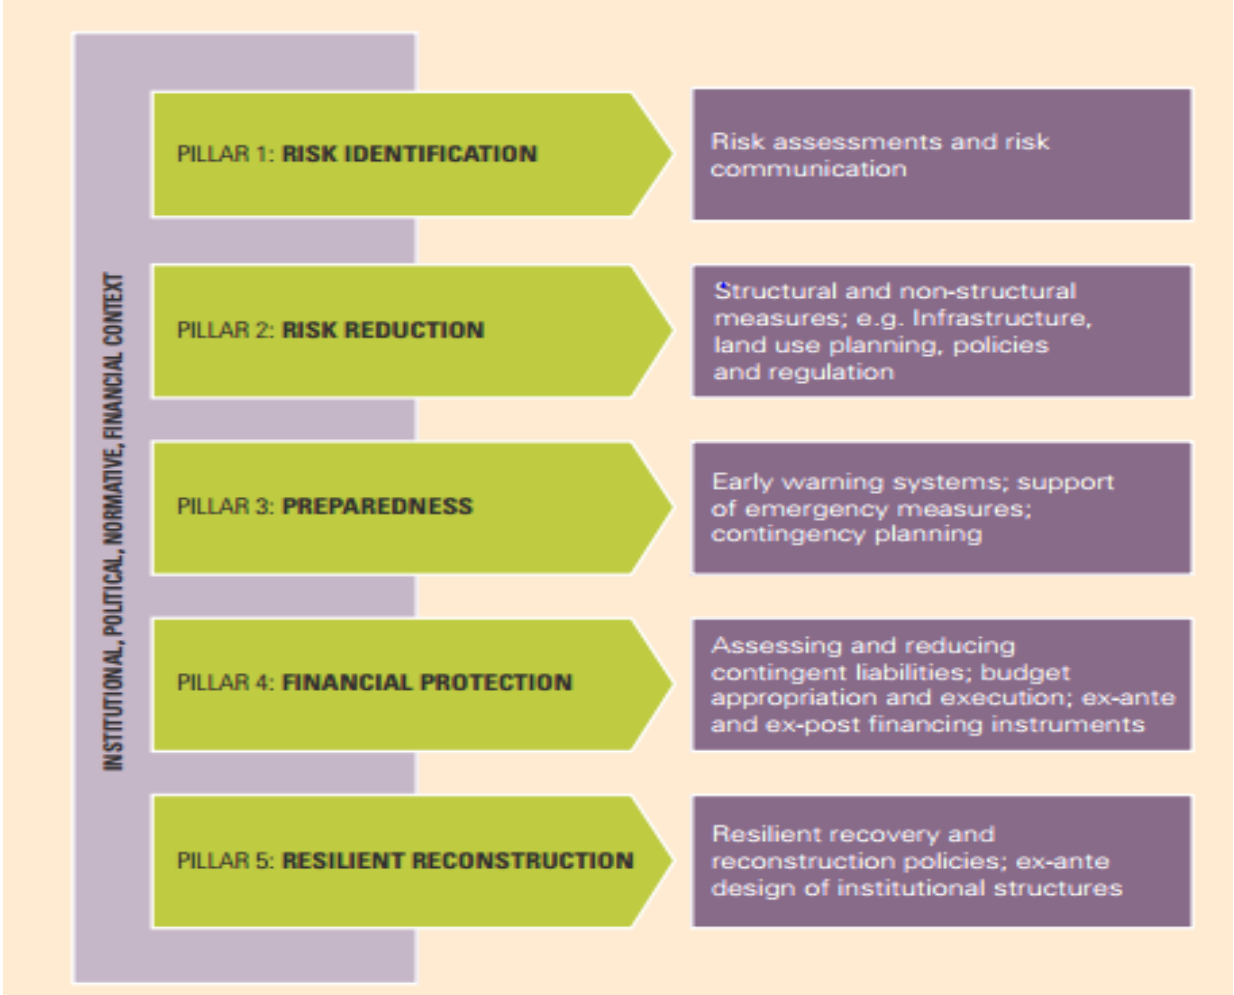 INSTITUTIONAL, POLITICAL, NORMATIVE, FINANCIAL CONTEXT
PILLAR 1: RISK IDENTIFICATION
Risk assessments and risk
communication
PILLAR 2: RISK REDUCTION
Structural and non-structural
measures; e.g. Infrastructure,
land use planning, policies
and regulation
PILLAR 3: PREPAREDNESS
Early warning systems; support
of emergency measures;
contingency planning
PILLAR 4: FINANCIAL PROTECTION
Assessing and reducing
contingent liabilities; budget
appropriation and execution; ex-ante
and ex-post financing instruments
PILLAR 5: RESILIENT RECONSTRUCTION
Resilient recovery and
reconstruction policies; ex-ante
design of institutional structures